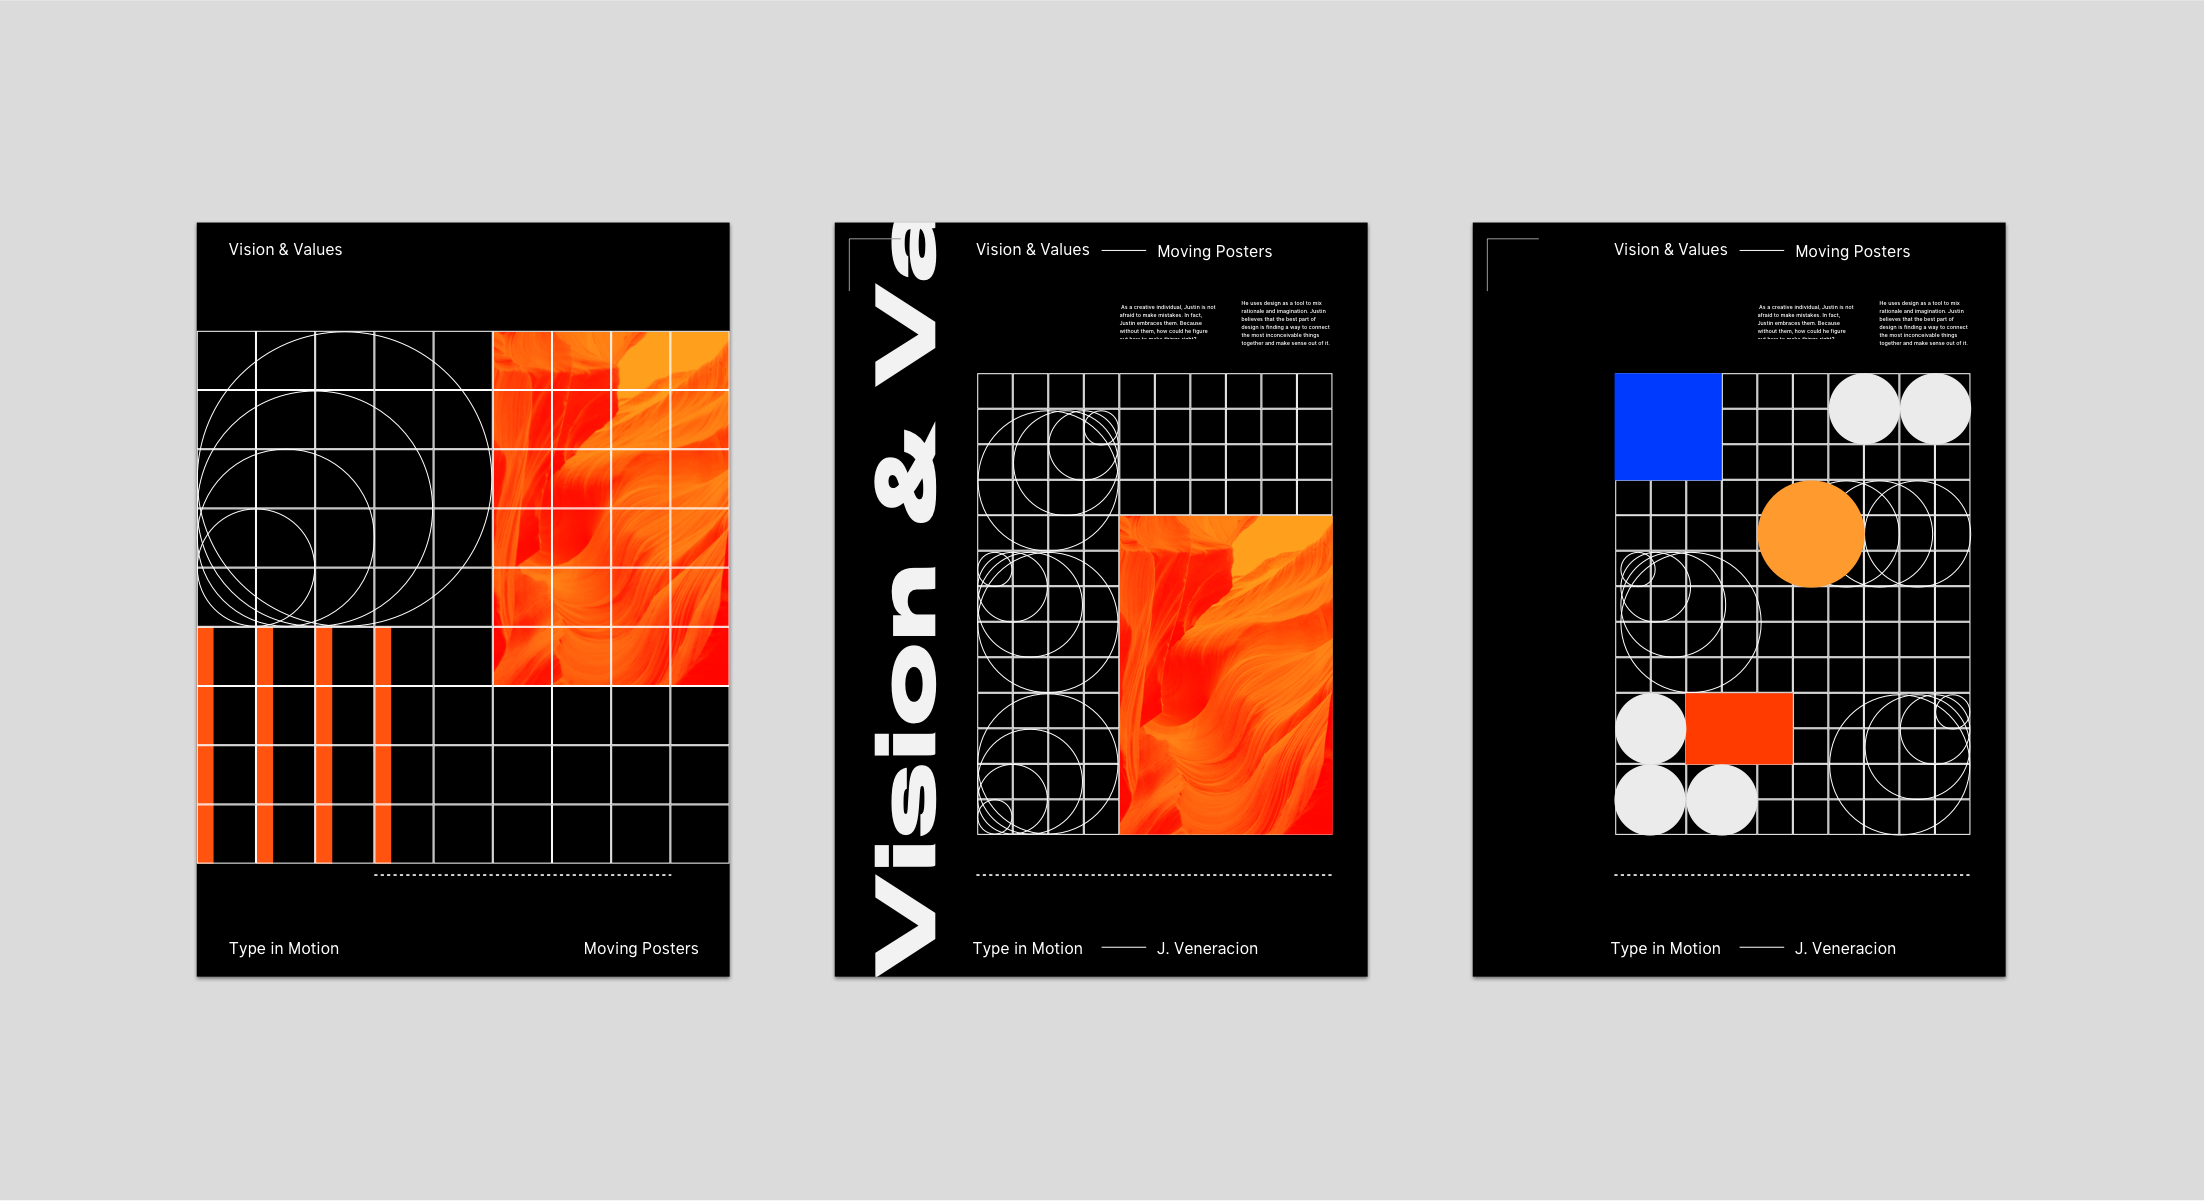 Vision & Values
Type in Motion
Moving Posters
Vision & Va
Vision & Values
Moving Posters
As a creative individual, Justin is not
afraid to make mistakes. In fact,
Justin embraces them. Because
without them, how could he figure
He uses design as a tool to mix
rationale and imagination. Justin
believes that the best part of
design is finding a way to connect
the most inconceivable things
together and make sense out of it.
Type in Motion
J. Veneracion
Vision & Values
Moving Posters
As a creative individual, Justin is not
afraid to make mistakes. In fact,
Justin embraces them. Because
without them, how could he figure
He uses design as a tool to mix
rationale and imagination. Justin
believes that the best part of
design is finding a way to connect
the most inconceivable things
together and make sense out of it.
Type in Motion
J. Veneracion